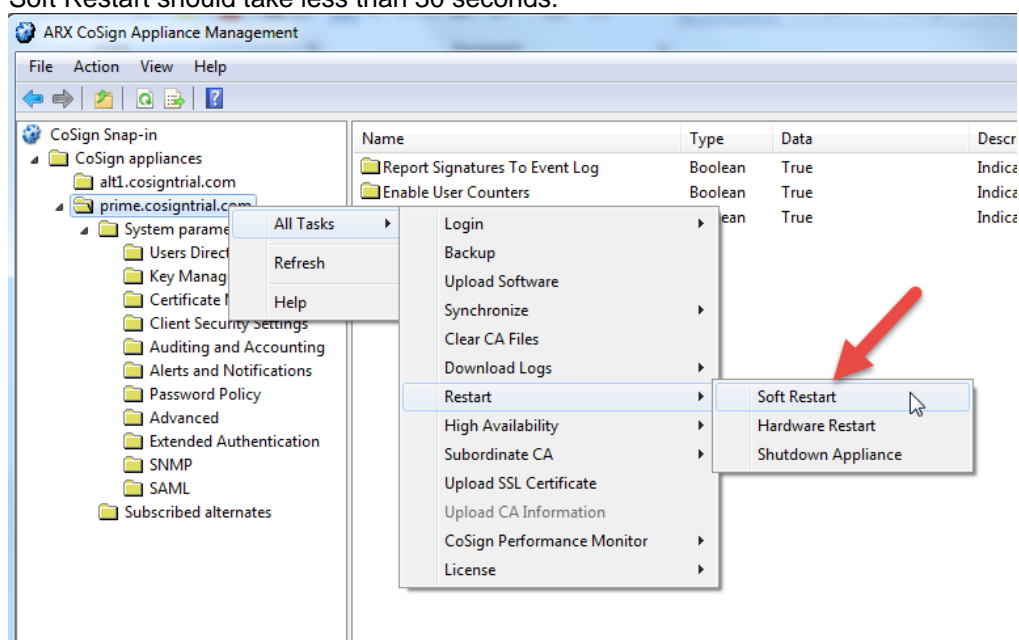 Soft Restart should take less than 30 seconds.
ARX CoSign Appliance Management
File Action View Help
CoSign Snap-in
CoSign appliances
alt1.cosigntrial.com
prime.cosigntrial.com
System parame
Users Direct
Key Manag
Certificate
Client Security Settings
Auditing and Accounting
Alerts and Notifications
Password Policy
Advanced
Extended Authentication
SNMP
SAML
Subscribed alternates
Name Type Data Descr
Report Signatures To Event Log Boolean True Indica
Enable User Counters Boolean True Indica
ean True Indica
All Tasks
Refresh
Help
Login
Backup
Upload Software
Synchronize
Clear CA Files
Download Logs
Restart
High Availability
Subordinate CA
Upload SSL Certificate
Upload CA Information
CoSign Performance Monitor
License
Soft Restart
Hardware Restart
Shutdown Appliance